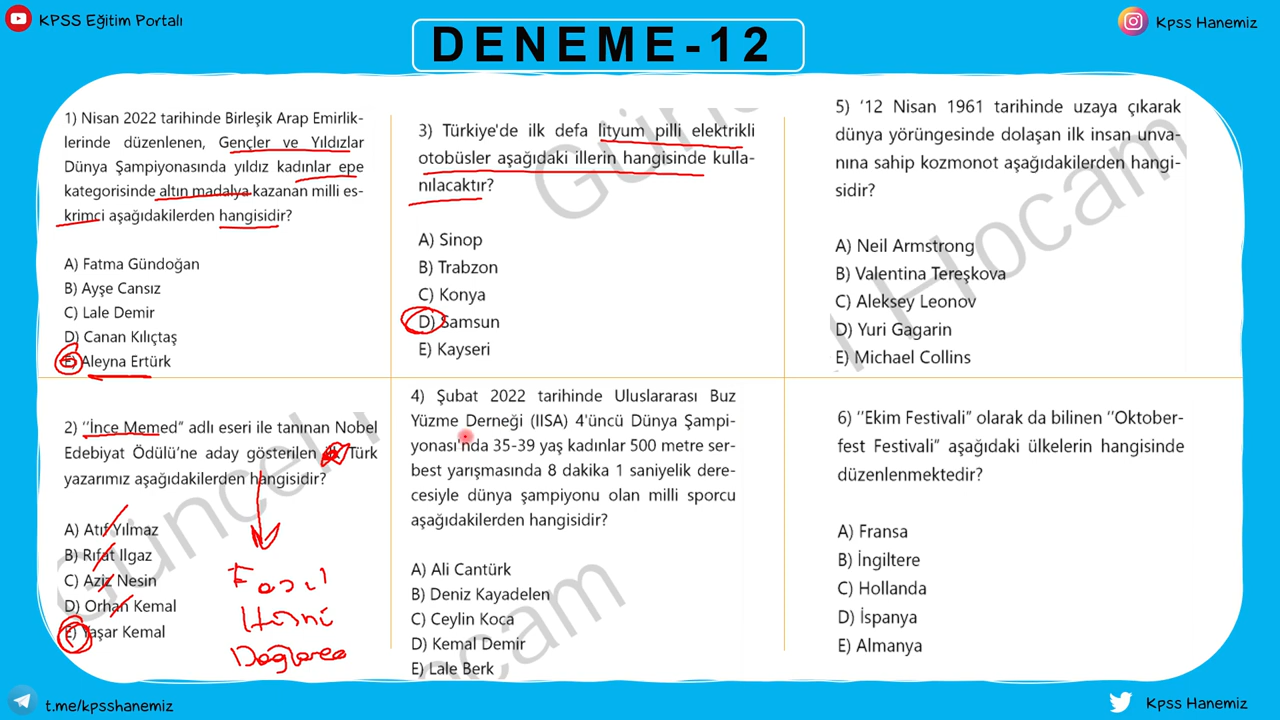 KPSS Eğitim Portalı
DENEME-12
Kpss Hanemiz
1) Nisan 2022 tarihinde Birleşik Arap Emirlik-
lerinde düzenlenen, Gençler ve Yıldızlar
Dünya Şampiyonasında yıldız kadınlar epe
kategorisinde altın madalya kazanan milli es-
krimci aşağıdakilerden hangisidir?
A) Fatma Gündoğan
B) Ayşe Cansız
C) Lale Demir
D) Canan Kılıçtaş
E) Aleyna Ertürk
2) ‘‘İnce Memed” adlı eseri ile tanınan Nobel
Edebiyat Ödülü’ne aday gösterilen ilk Türk
yazarımız aşağıdakilerden hangisidir?
A) Atıf Yılmaz
B) Rıfat Ilgaz
C) Aziz Nesin
D) Orhan Kemal
E) Yaşar Kemal
Fazıl
Hüsnü
Dağlarca
3) Türkiye'de ilk defa lityum pilli elektrikli
otobüsler aşağıdaki illerin hangisinde kulla-
nılacaktır?
A) Sinop
B) Trabzon
C) Konya
D) Samsun
E) Kayseri
4) Şubat 2022 tarihinde Uluslararası Buz
Yüzme Derneği (IISA) 4'üncü Dünya Şampi-
yonası'nda 35-39 yaş kadınlar 500 metre ser-
best yarışmasında 8 dakika 1 saniyelik dere-
cesiyle dünya şampiyonu olan milli sporcu
aşağıdakilerden hangisidir?
A) Ali Cantürk
B) Deniz Kayadelen
C) Ceylin Koca
D) Kemal Demir
E) Lale Berk
5) ‘12 Nisan 1961 tarihinde uzaya çıkarak
dünya yörüngesinde dolaşan ilk insan unva-
nına sahip kozmonot aşağıdakilerden hangi-
sidir?
A) Neil Armstrong
B) Valentina Tereşkova
C) Aleksey Leonov
D) Yuri Gagarin
E) Michael Collins
6) ‘‘Ekim Festivali” olarak da bilinen ‘‘Oktober-
fest Festivali” aşağıdaki ülkelerin hangisinde
düzenlenmektedir?
A) Fransa
B) İngiltere
C) Hollanda
D) İspanya
E) Almanya
Güncel
Hocam
t.me/kpsshanemiz
Kpss Hanemiz